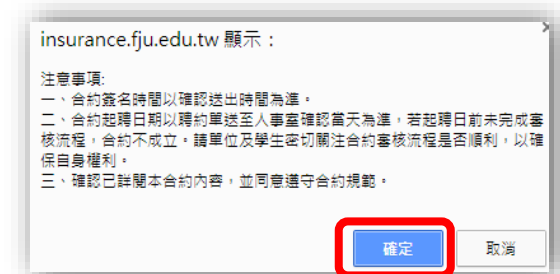 insurance.fju.edu.tw 顯示：
注意事項:
一、合約簽名時間以確認送出時間為準。
二、合約起聘日期以聘約單送至人事室確認當天為準，若起聘日前未完成審
核流程，合約不成立。請單位及學生密切關注合約審核流程是否順利，以確
保自身權利。
三、確認已詳閱本合約內容，並同意遵守合約規範。
確定
取消